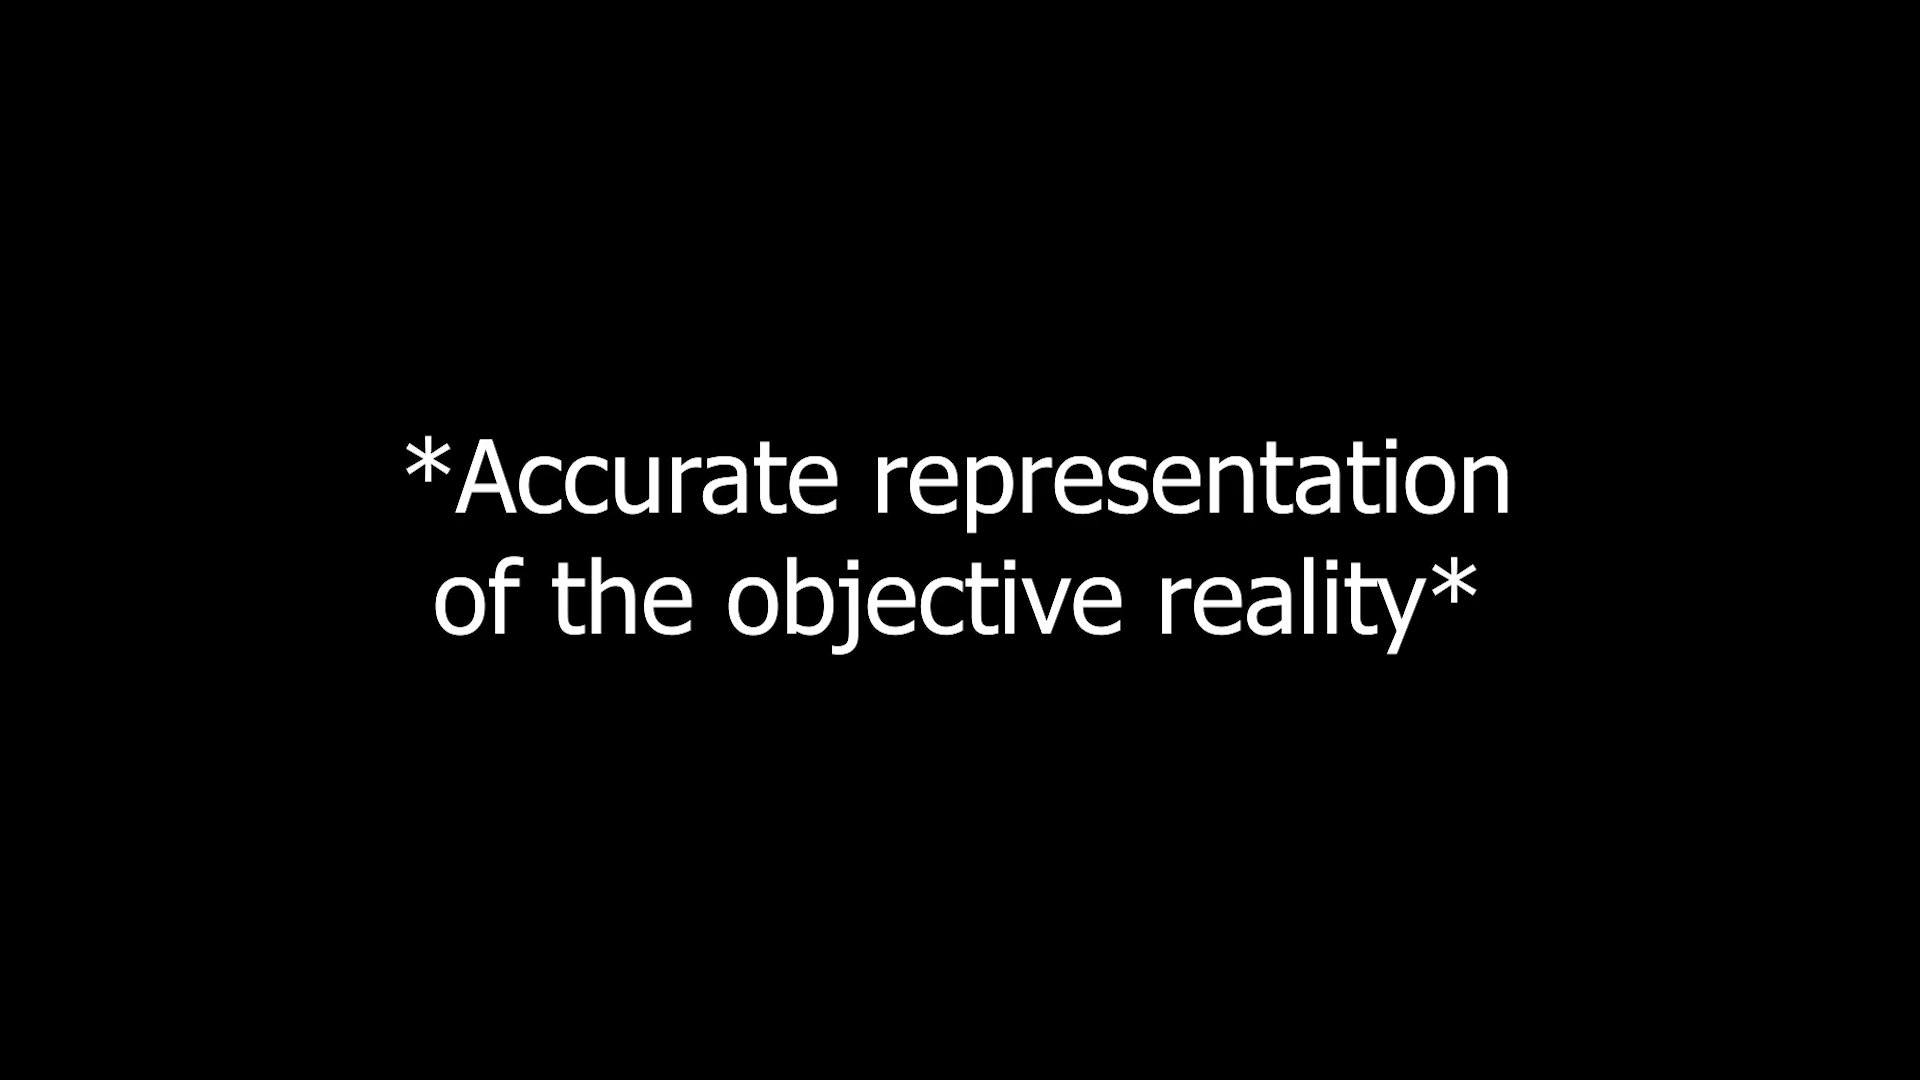 *Accurate representation
of the objective reality*